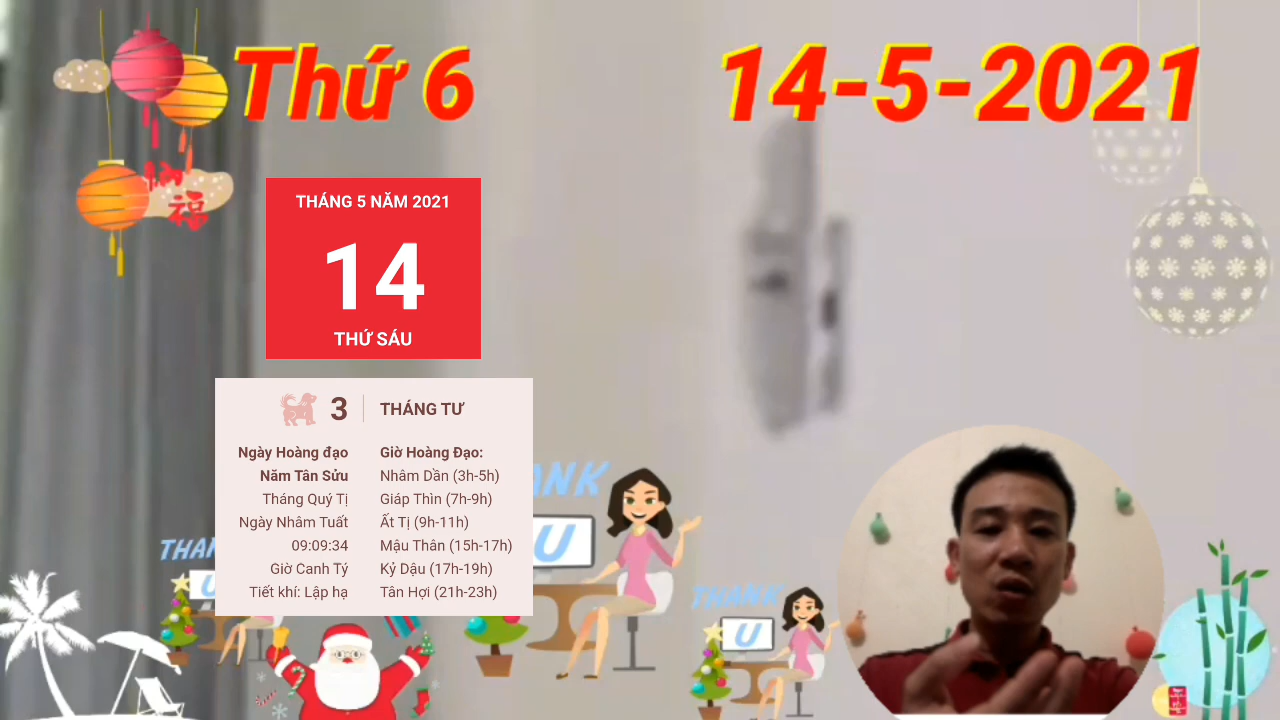 Thứ 6
14-5-2021
THÁNG 5 NĂM 2021
14
THỨ SÁU
3
THÁNG TƯ
Ngày Hoàng đạo
Năm Tân Sửu
Tháng Quý Tị
Ngày Nhâm Tuất
09:09:34
Giờ Canh Tý
Tiết khí: Lập hạ
Giờ Hoàng Đạo:
Nhâm Dần (3h-5h)
Giáp Thìn (7h-9h)
Ất Tị (9h-11h)
Mậu Thân (15h-17h)
Kỷ Dậu (17h-19h)
Tân Hợi (21h-23h)
U
THANK
U
福